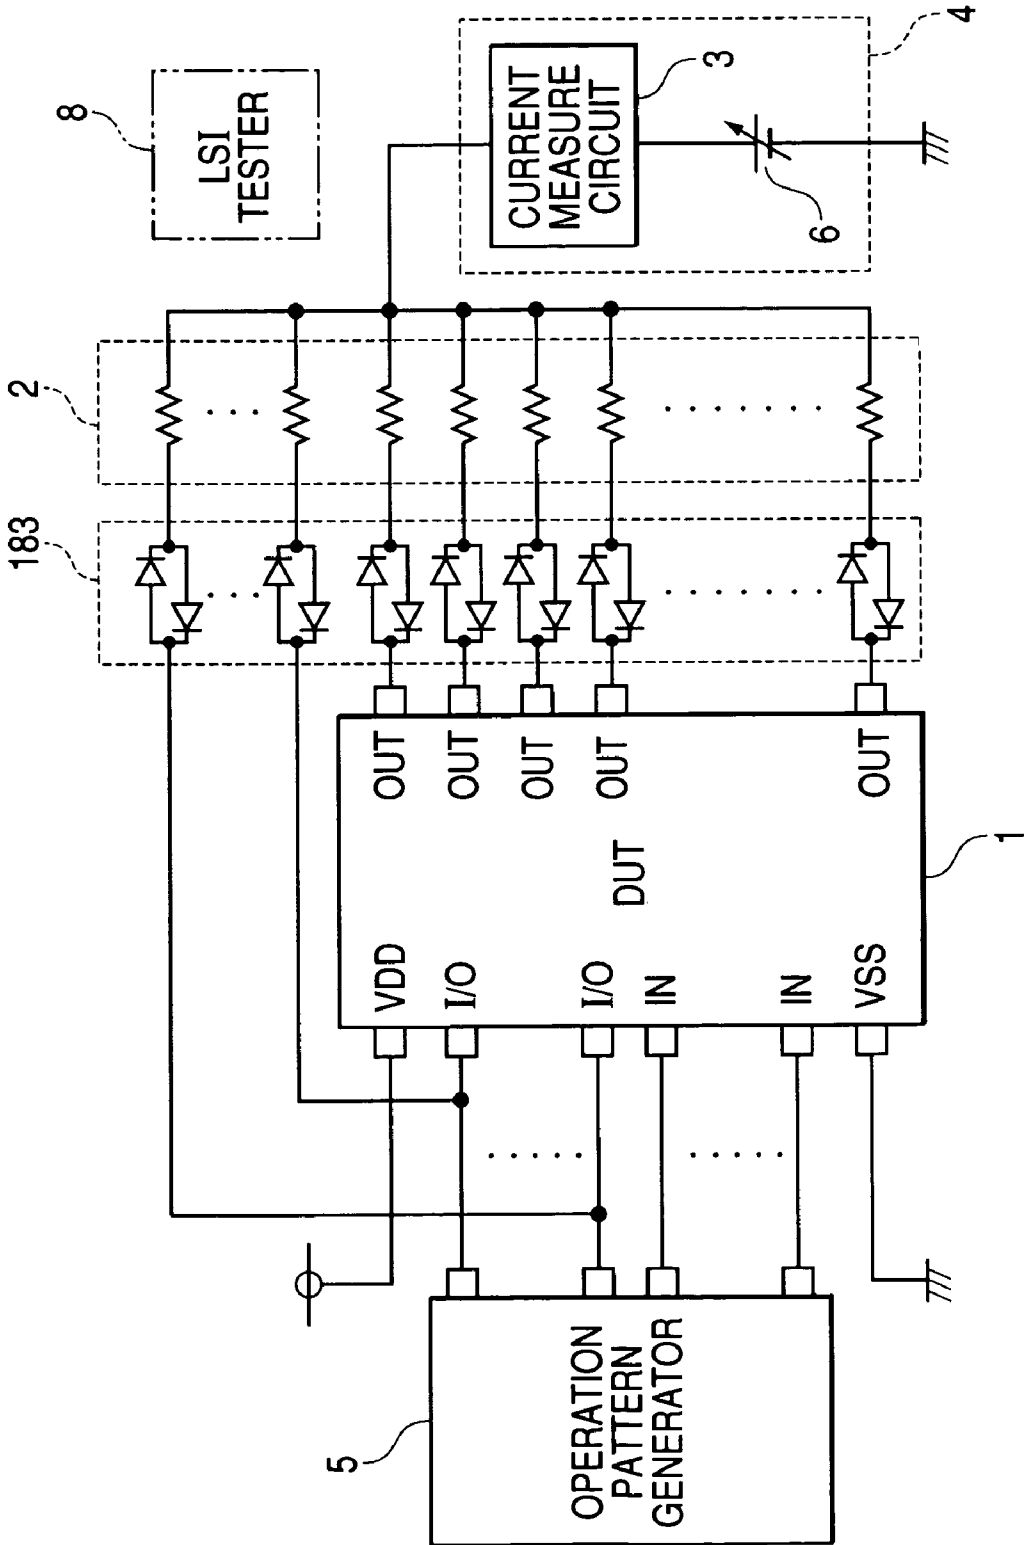 8
LSI
TESTER
4
CURRENT
MEASURE
CIRCUIT
3
6
2
183
OUT
OUT
OUT
OUT
OUT
DUT
1
VDD
I/O
I/O
IN
IN
VSS
5
OPERATION
PATTERN
GENERATOR